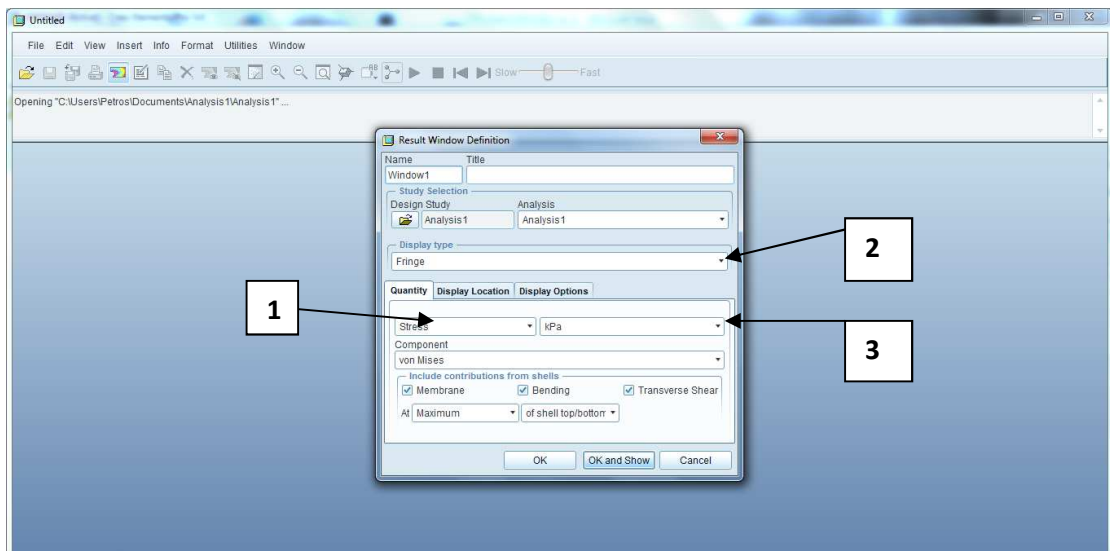 Untitled
File Edit View Insert Info Format Utilities Window
Slow Fast
Opening "C:\Users\Petros\Documents\Analysis1\Analysis1" ...
Result Window Definition
Name Title
Window1
Study Selection
Design Study Analysis
Analysis1 Analysis1
Display type
Fringe
2
Quantity Display Location Display Options
1
Stress kPa
3
Component
von Mises
Include contributions from shells
Membrane Bending Transverse Shear
At Maximum of shell top/bottom
OK OK and Show Cancel